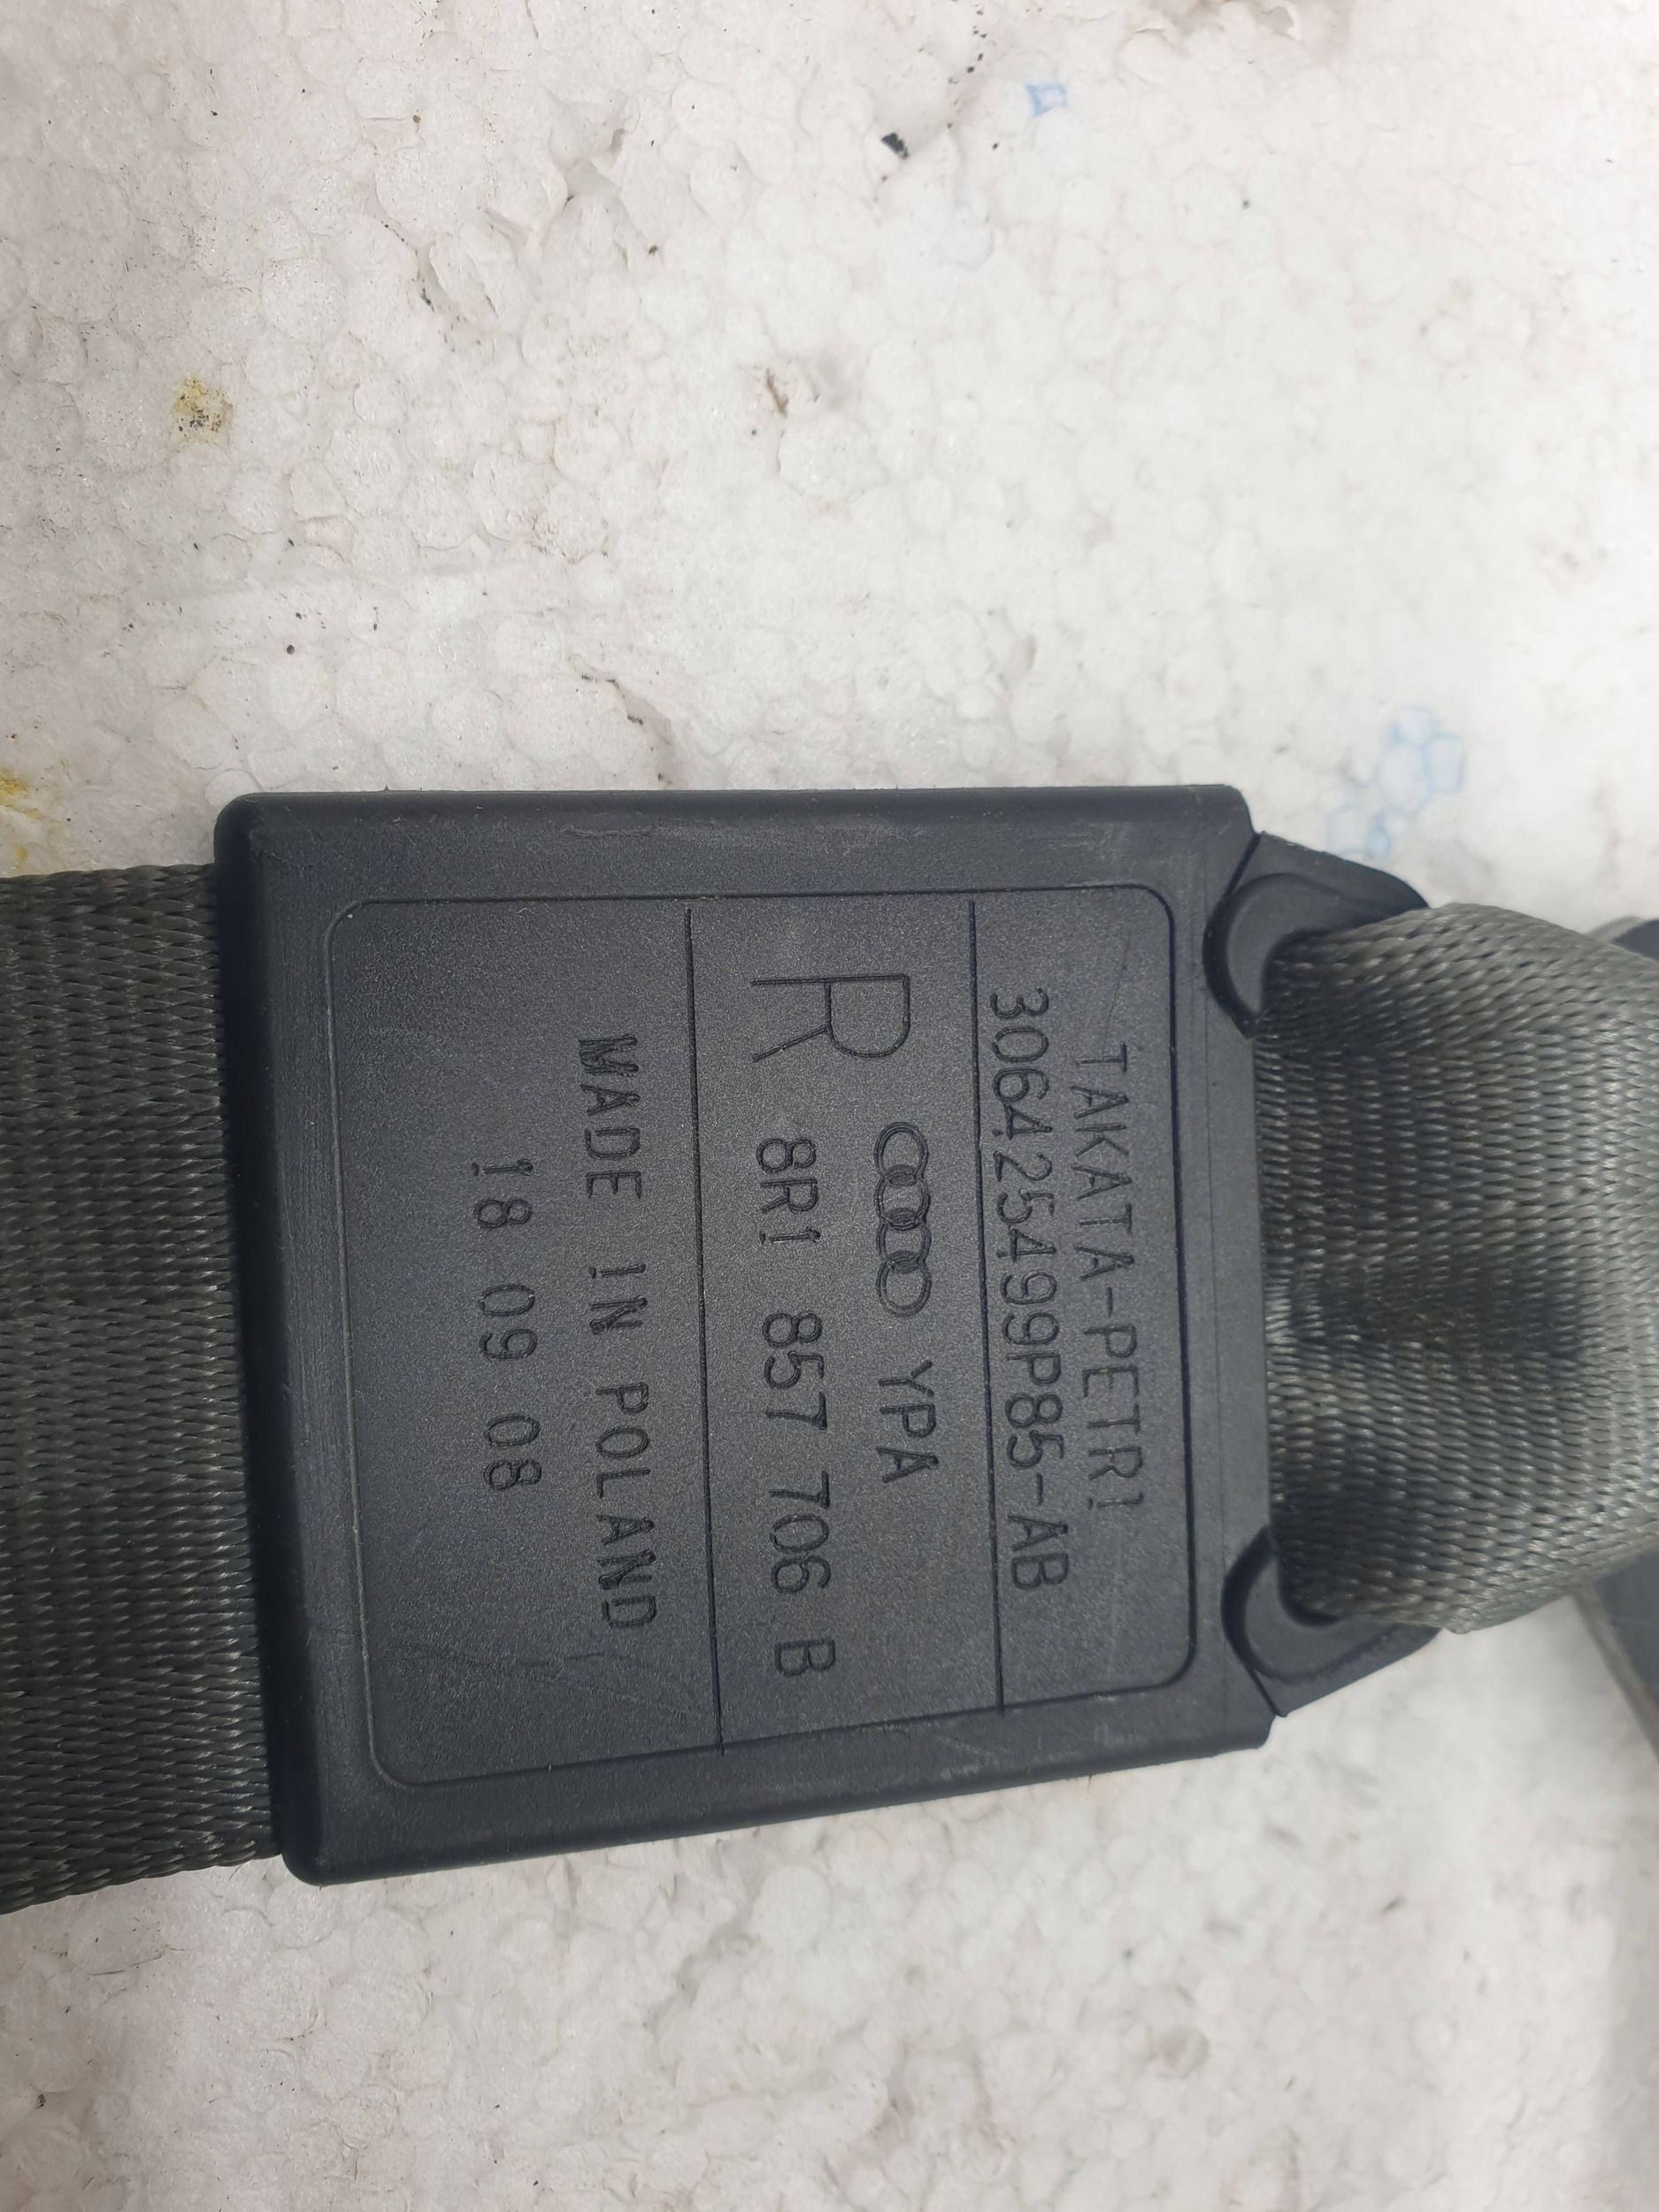 TAKATA-PETRI
306425499P85-AB
R YPA
8R1 857 706 B
MADE IN POLAND
18 09 08